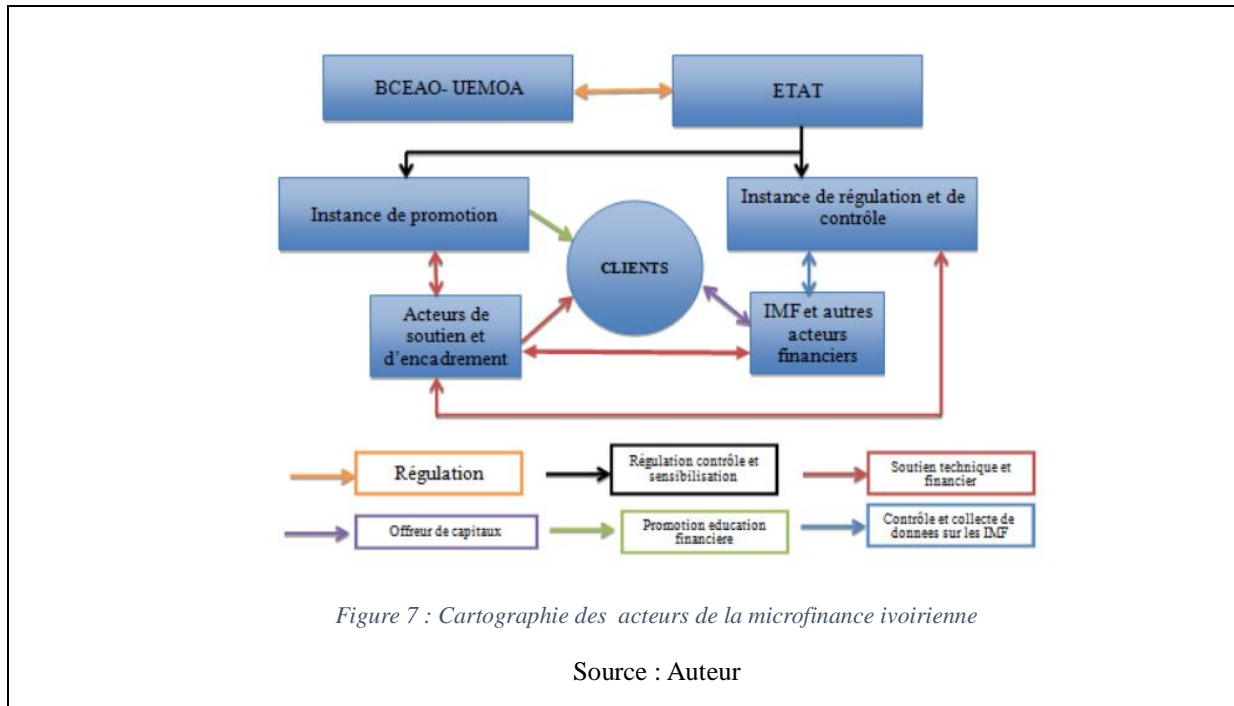 BCEAO- UEMOA
ETAT
Instance de promotion
Instance de régulation et de
contrôle
CLIENTS
Acteurs de
soutien et
d'encadrement
IMF et autres
acteurs
financiers
Régulation
Régulation contrôle et
sensibilisation
Soutien technique et
financier
Offreur de capitaux
Promotion education
financiere
Contrôle et collecte de
donnees sur les IMF
Figure 7 : Cartographie des acteurs de la microfinance ivoirienne
Source : Auteur